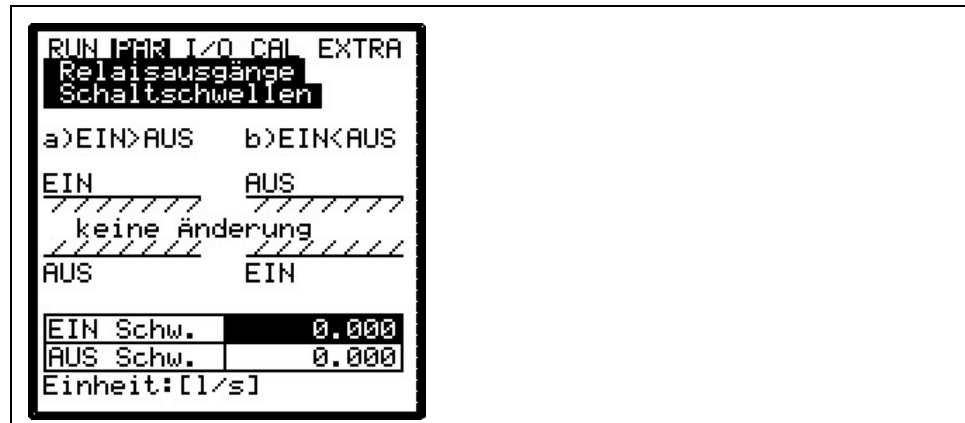 RUN PAR I/O CAL EXTRA
Relaisausgänge
Schaltschwellen
a)EIN>AUS b)EIN<AUS
EIN AUS
keine Änderung
AUS EIN
EIN Schw. 0.000
AUS Schw. 0.000
Einheit:[l/s]